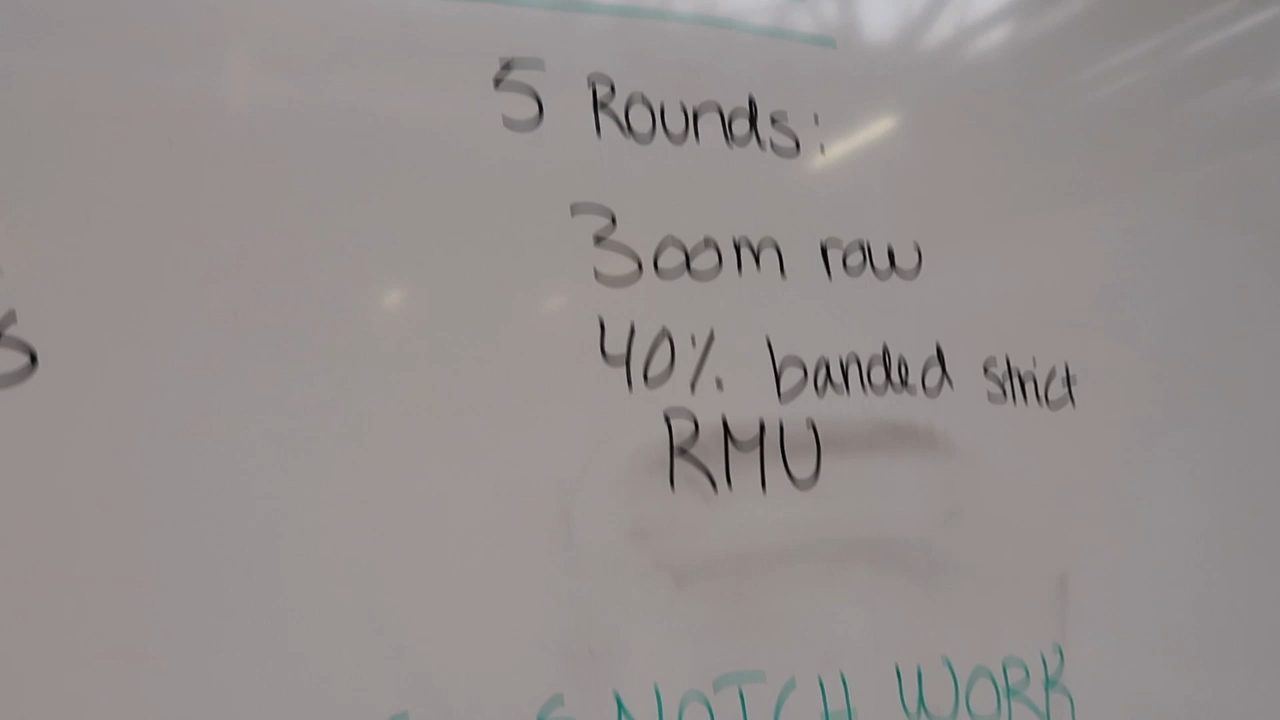 5 Rounds:
300m row
40% banded strict
RMU
SNATCH WORK